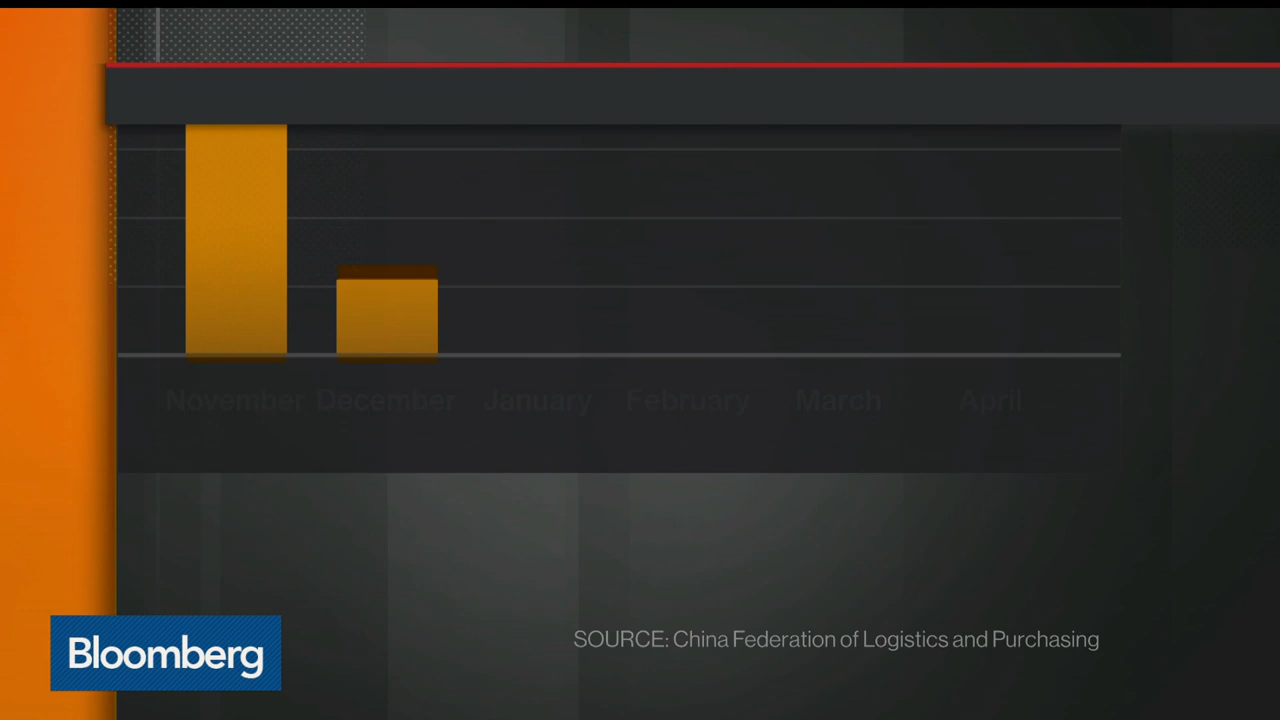 November December January February March April
SOURCE: China Federation of Logistics and Purchasing
Bloomberg